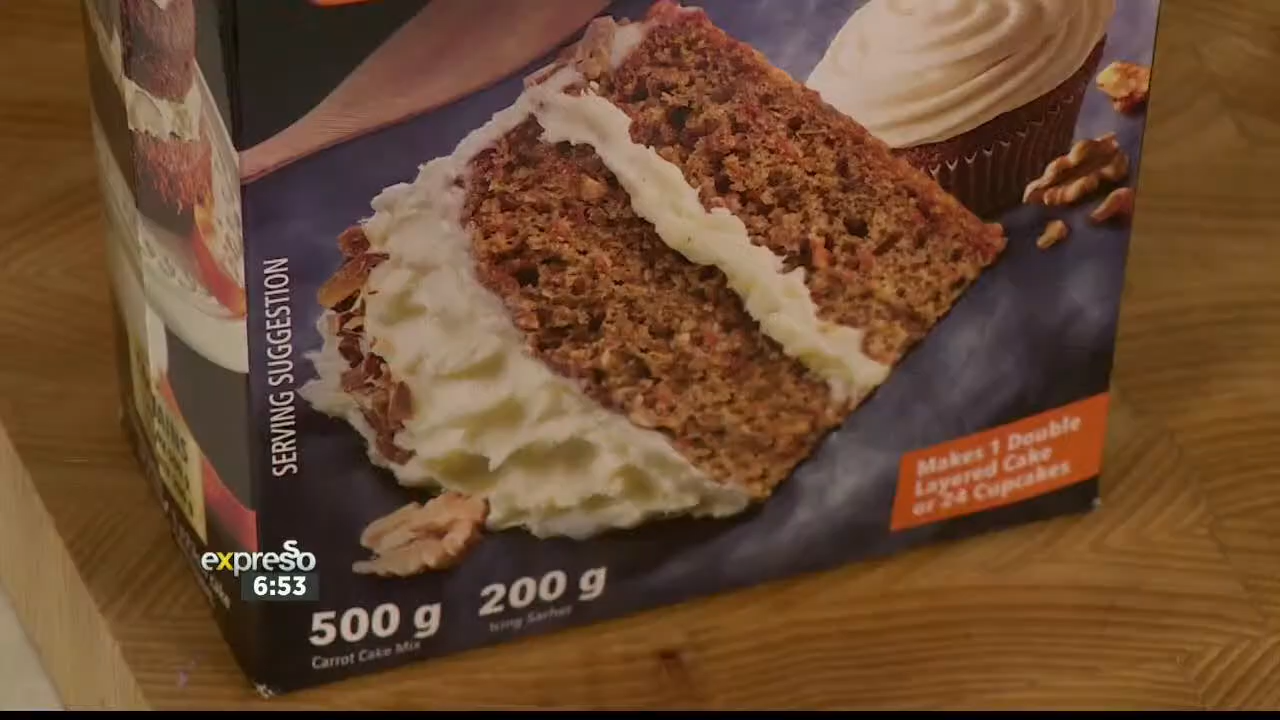 SERVING SUGGESTION
Makes 1 Double
Layered Cake
or 24 Cupcakes
expresso
6:53
500 g
Carrot Cake Mix
200 g
Icing Sachet